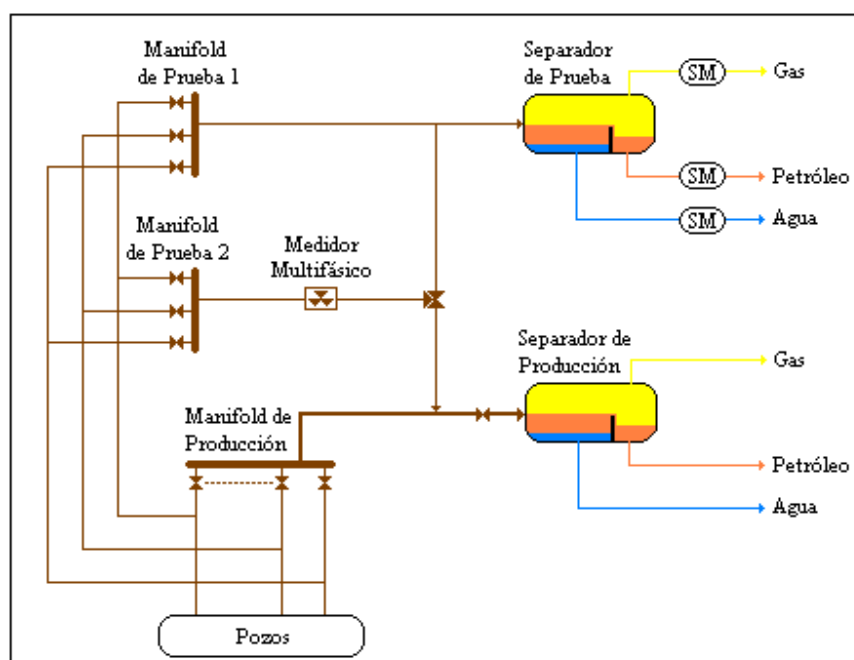 Manifold
de Prueba 1
Separador
de Prueba
SM
Gas
SM
Petróleo
SM
Agua
Manifold
de Prueba 2
Medidor
Multifásico
Separador de
Producción
Gas
Manifold de
Producción
Petróleo
Agua
Pozos